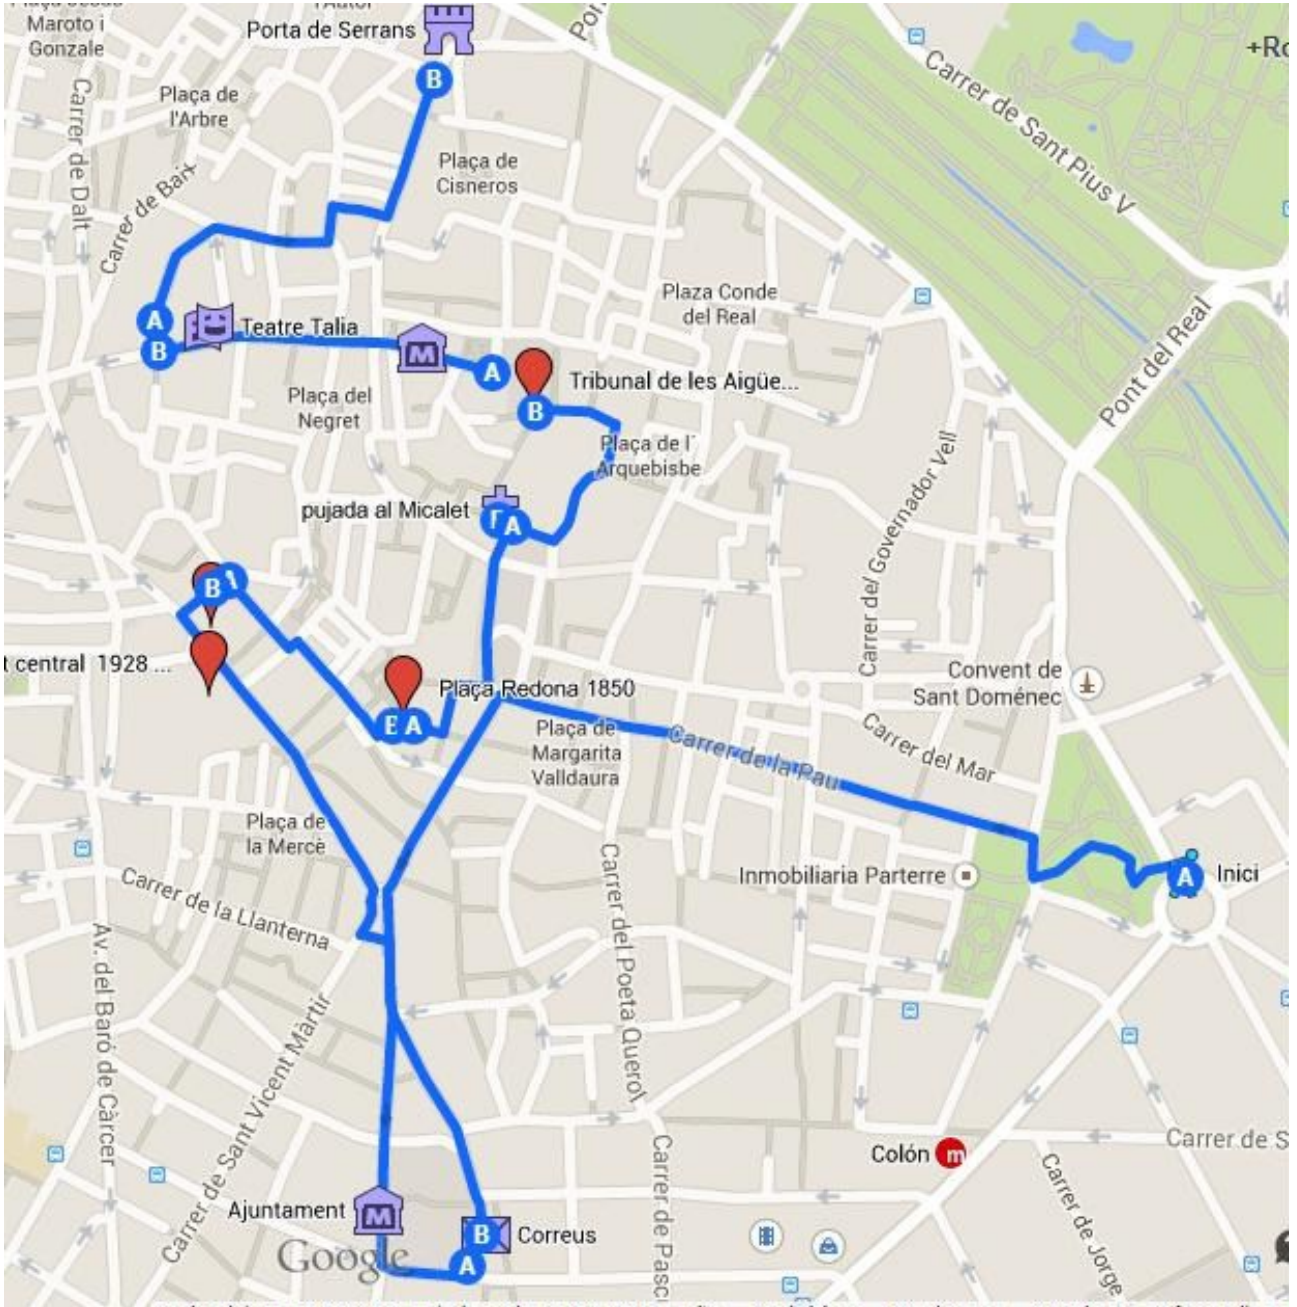 Maroto i
Gonzale
Porta de Serrans
B
+Ro
Carrer de Sant Pius V
Carrer de Dalt
Plaça de
l'Arbre
Plaça de
Cisneros
Carrer de Baix
Plaza Conde
del Real
Pont del Real
A
B
Teatre Talia
M
A
B
Tribunal de les Aigüe...
Plaça del
Negret
Plaça de l'
Arquebisbe
Carrer del Governador Vell
pujada al Micalet
A
B
A
t central 1928 ...
Plaça Redona 1850
Convent de
Sant Doménec
A
Plaça de
Margarita
Valldaura
Carrer de la Pau
Carrer del Mar
Plaça de
la Mercè
Inmobiliaria Parterre
A
Inici
Carrer de la Llanterna
Carrer del Poeta Querol
Av. del Baró de Càrcer
Carrer de Sant Vicent Màrtir
Colón
m
Carrer de S
Carrer de Pasc
Carrer de Jorge
Ajuntament
M
B
Correus
A
Google